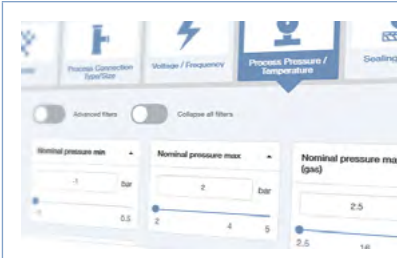 Process Connection
Type/Size
Voltage / Frequency
Process Pressure /
Temperature
Sealing
Advanced filters
Collapse all filters
Nominal pressure min
-1
bar
-1
0.5
Nominal pressure max
2
bar
2
4
5
Nominal pressure ma
(gas)
2.5
2.5
16